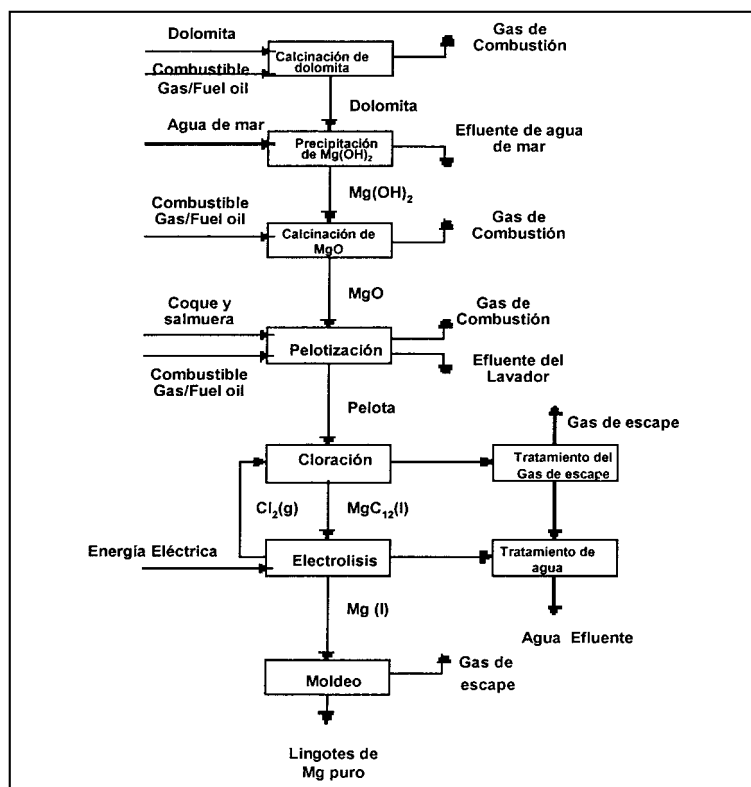 Dolomita
Gas de
Combustión
Calcinación de
dolomita
Combustible
Gas/Fuel oil
Dolomita
Agua de mar
Efluente de agua
de mar
Precipitación
de Mg(OH)2
Mg(OH)2
Combustible
Gas/Fuel oil
Gas de
Combustión
Calcinación de
MgO
MgO
Coque y
salmuera
Gas de
Combustión
Pelotización
Efluente del
Lavador
Combustible
Gas/Fuel oil
Pelota
Gas de escape
Cloración
Tratamiento del
Gas de escape
Cl2(g)
MgC12(l)
Energía Eléctrica
Electrolisis
Tratamiento de
agua
Mg (l)
Agua Efluente
Gas de
escape
Moldeo
Lingotes de
Mg puro